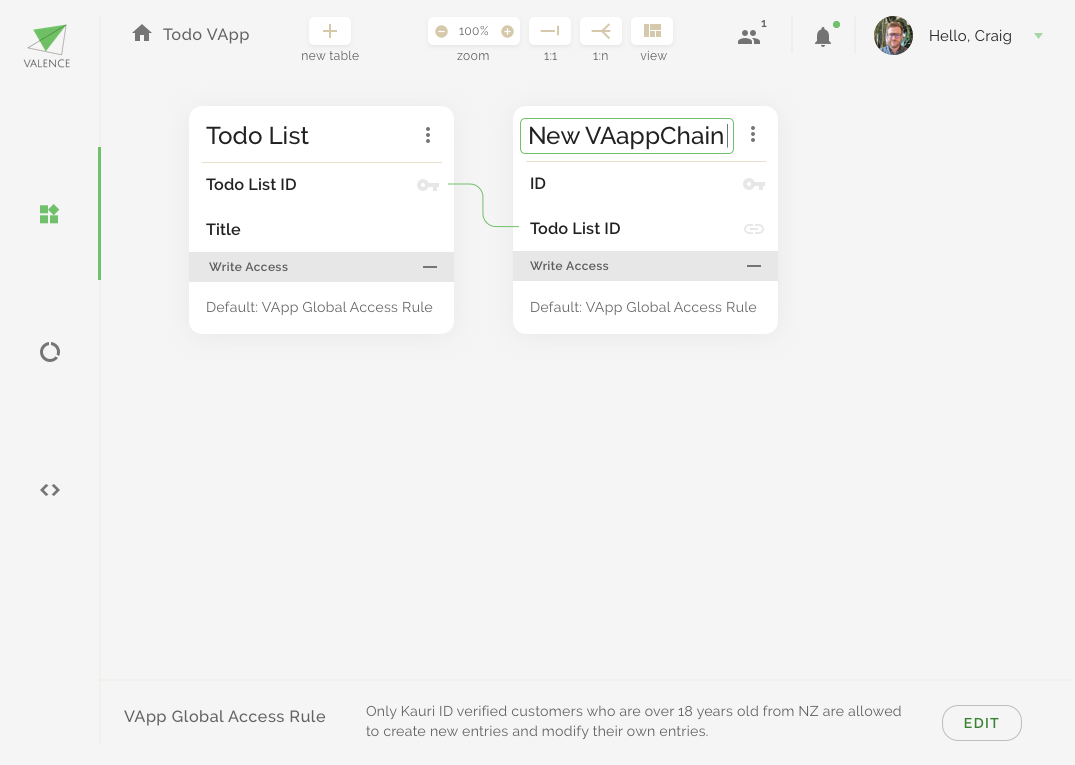 VALENCE
Todo VApp
new table
100%
zoom
1:1
1:n
view
1
Hello, Craig
Todo List
Todo List ID
Title
Write Access
Default: VApp Global Access Rule
New VAappChain
ID
Todo List ID
Write Access
Default: VApp Global Access Rule
VApp Global Access Rule
Only Kauri ID verified customers who are over 18 years old from NZ are allowed
to create new entries and modify their own entries.
EDIT